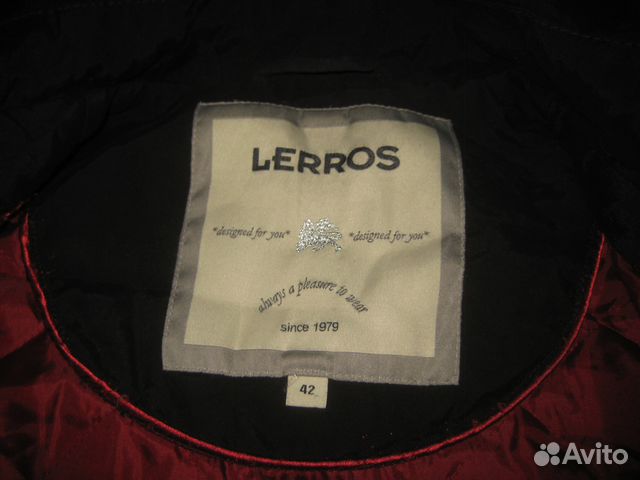 LERROS
*designed for you* *designed for you*
always a pleasure to wear
since 1979
42
Avito